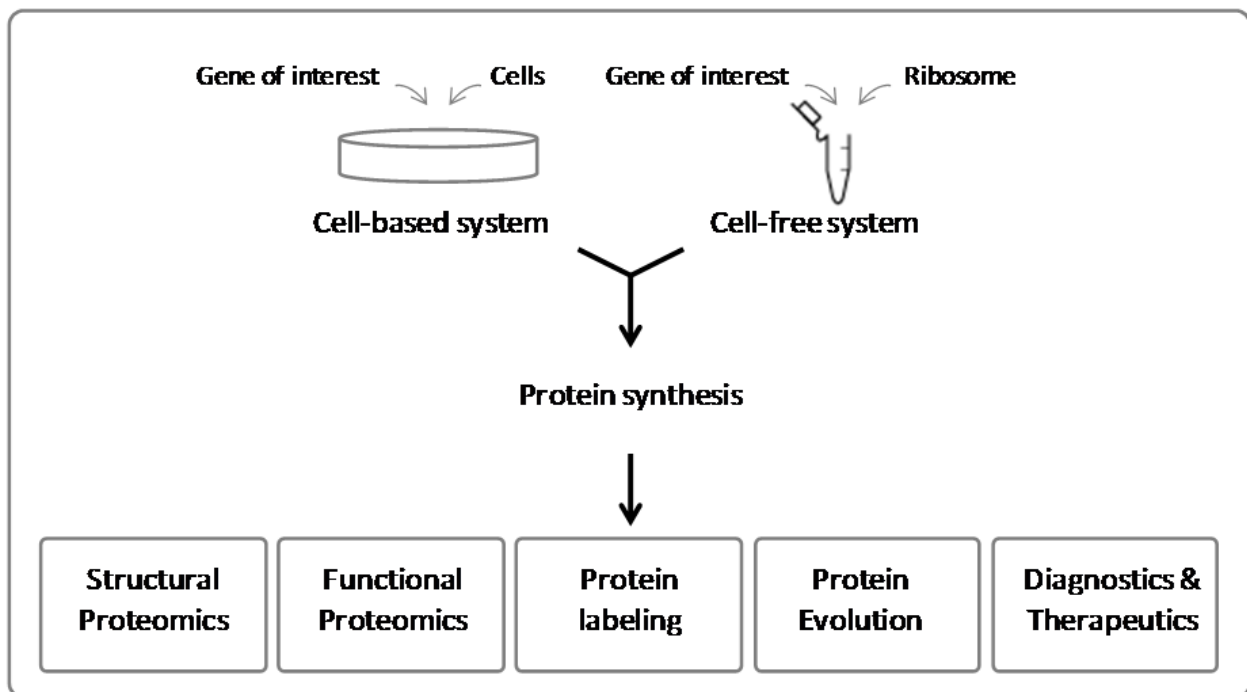 Gene of interest
Cells
Gene of interest
Ribosome
Cell-based system
Cell-free system
Protein synthesis
Structural
Proteomics
Functional
Proteomics
Protein
labeling
Protein
Evolution
Diagnostics &
Therapeutics